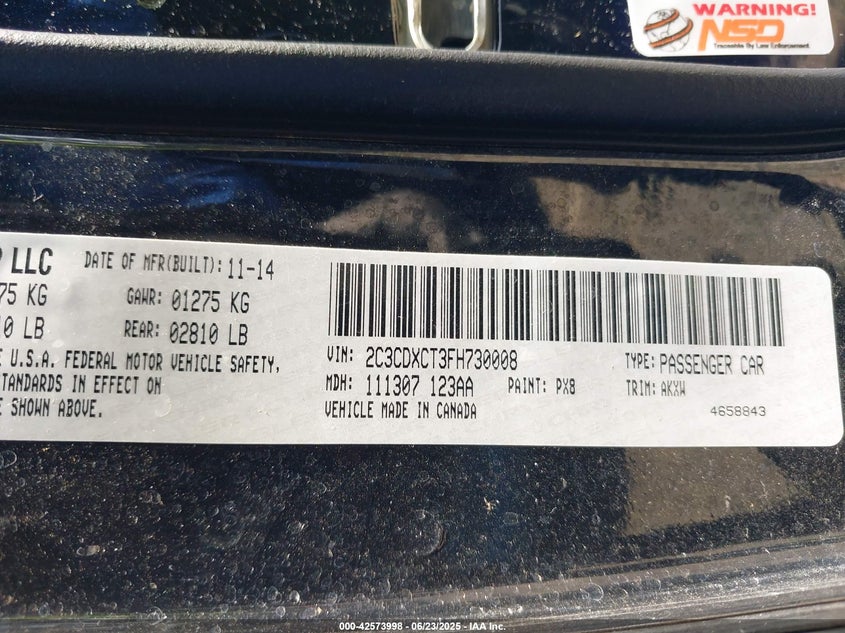 WARNING!
NSD
Traceable By Law Enforcement
LLC
DATE OF MFR(BUILT): 11-14
75 KG GAWR: 01275 KG
0 LB REAR: 02810 LB
E U.S.A. FEDERAL MOTOR VEHICLE SAFETY,
STANDARDS IN EFFECT ON
E SHOWN ABOVE.
VIN: 2C3CDXCT3FH730008 TYPE: PASSENGER CAR
MDH: 111307 123AA PAINT: PX8 TRIM: AKXW
VEHICLE MADE IN CANADA 4658843
000-42573998 - 06/23/2025 - IAA Inc.